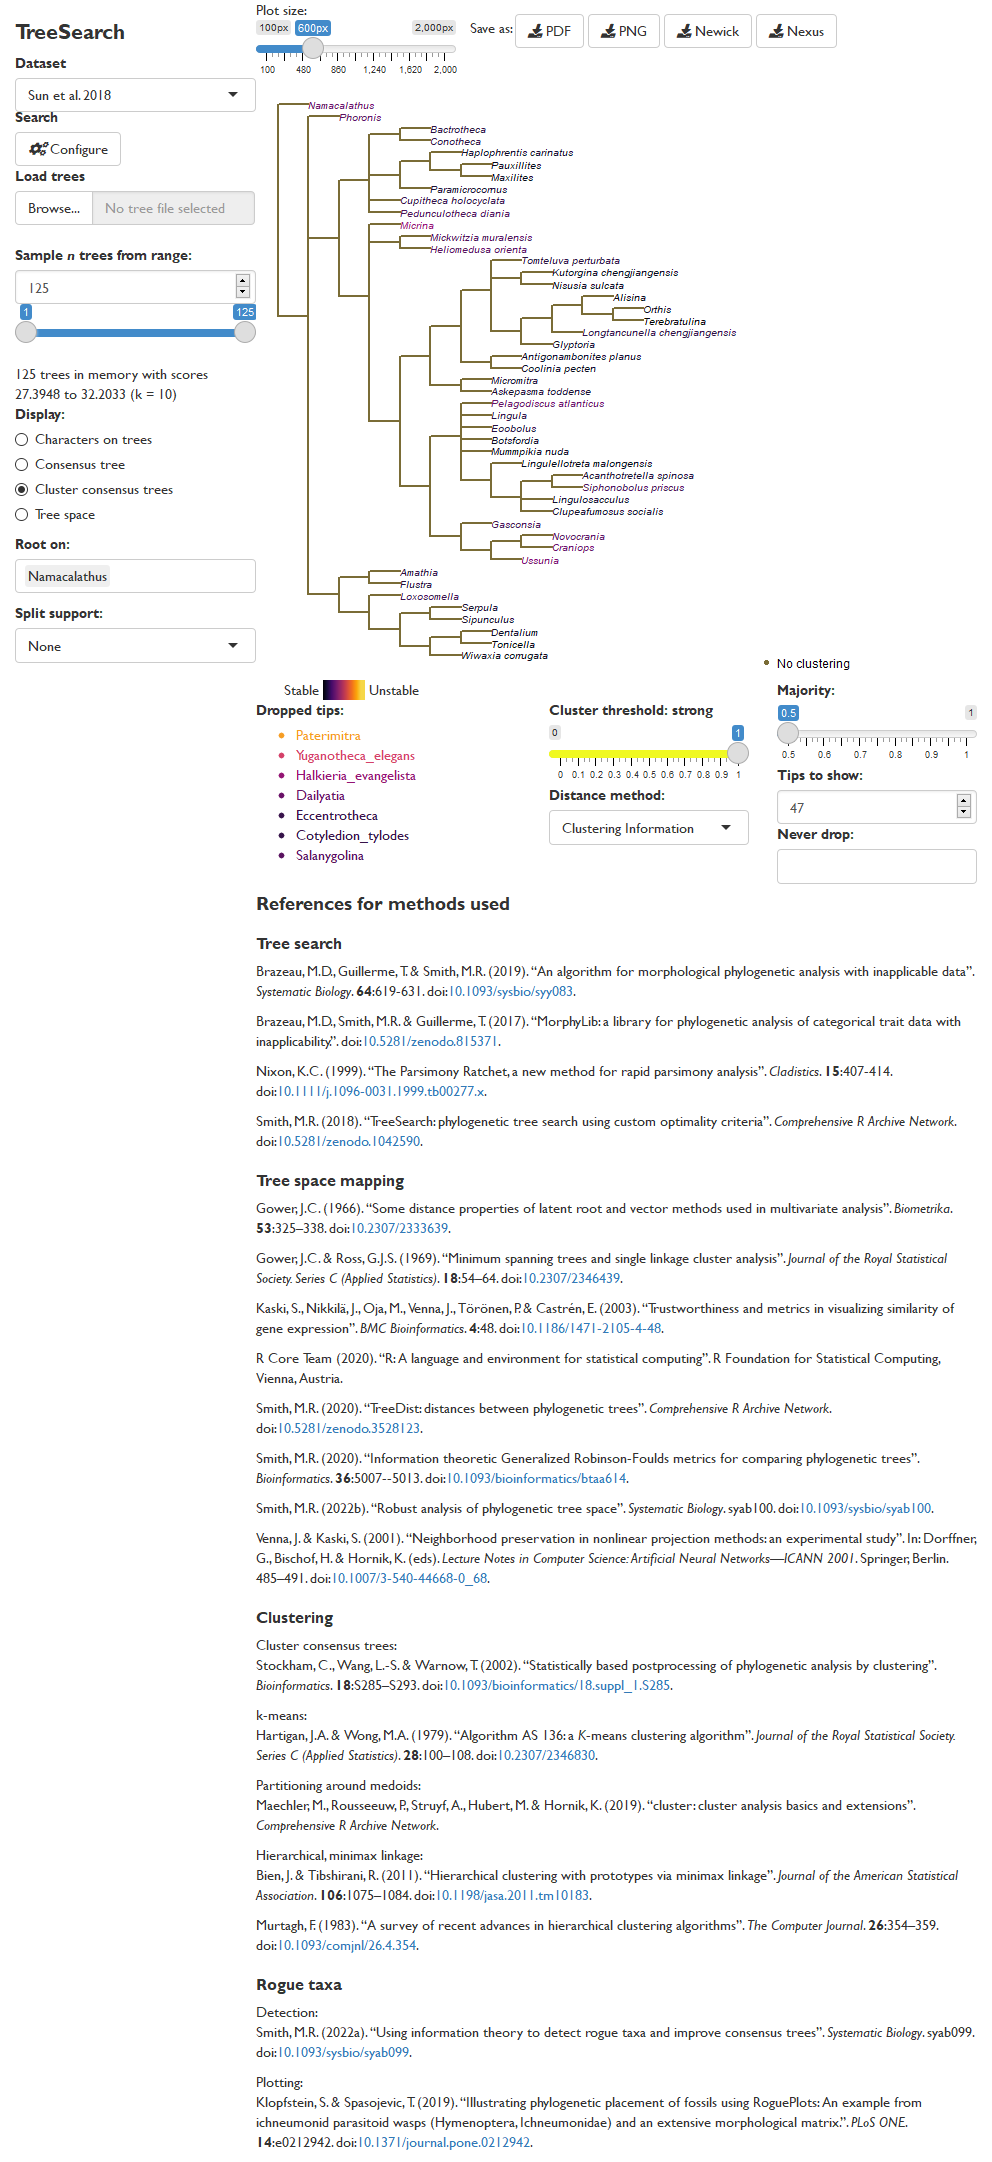 TreeSearch
Dataset
Sun et al. 2018
Search
Configure
Load trees
Browse... No tree file selected
Sample n trees from range:
125
1 125
125 trees in memory with scores
27.3948 to 32.2033 (k = 10)
Display:
Characters on trees
Consensus tree
Cluster consensus trees
Tree space
Root on:
Namacalathus
Split support:
None
Plot size:
100px 600px 2,000px
100 480 860 1,240 1,620 2,000
Save as: PDF PNG Newick Nexus
Namacalathus
Phoronis
Bactrotheca
Conotheca
Haplophrentis carinatus
Pauxillites
Maxilites
Paramicrocornus
Cupitheca holocyclata
Pedunculotheca diania
Micrina
Mickwitzia muralensis
Heliomedusa orienta
Tomteluva perturbata
Kutorgina chengjiangensis
Nisusia sulcata
Alisina
Orthis
Terebratulina
Longtancunella chengjiangensis
Glyptoria
Antigonambonites planus
Coolinia pecten
Micromitra
Askepasma toddense
Pelagodiscus atlanticus
Lingula
Eoobolus
Botsfordia
Mummpikia nuda
Lingulellotreta malongensis
Acanthotretella spinosa
Siphonobolus priscus
Lingulosacculus
Clupeafumosus socialis
Gasconsia
Novocrania
Craniops
Ussunia
Amathia
Flustra
Loxosomella
Serpula
Sipunculus
Dentalium
Tonicella
Wiwaxia corrugata
No clustering
Stable Unstable
Dropped tips:
Paterimitra
Yuganotheca_elegans
Halkieria_evangelista
Dailyatia
Eccentrotheca
Cotyledion_tylodes
Salanygolina
Cluster threshold: strong
0 1
0 0.1 0.2 0.3 0.4 0.5 0.6 0.7 0.8 0.9 1
Distance method:
Clustering Information
Majority:
0.5 1
0.5 0.6 0.7 0.8 0.9 1
Tips to show:
47
Never drop:
References for methods used
Tree search
Brazeau, M.D., Guillerme, T. & Smith, M.R. (2019). “An algorithm for morphological phylogenetic analysis with inapplicable data”.
Systematic Biology. 64:619-631. doi:10.1093/sysbio/syy083.
Brazeau, M.D., Smith, M.R. & Guillerme, T. (2017). “MorphyLib: a library for phylogenetic analysis of categorical trait data with
inapplicability.”. doi:10.5281/zenodo.815371.
Nixon, K.C. (1999). “The Parsimony Ratchet, a new method for rapid parsimony analysis”. Cladistics. 15:407-414.
doi:10.1111/j.1096-0031.1999.tb00277.x.
Smith, M.R. (2018). “TreeSearch: phylogenetic tree search using custom optimality criteria”. Comprehensive R Archive Network.
doi:10.5281/zenodo.1042590.
Tree space mapping
Gower, J.C. (1966). “Some distance properties of latent root and vector methods used in multivariate analysis”. Biometrika.
53:325–338. doi:10.2307/2333639.
Gower, J.C. & Ross, G.J.S. (1969). “Minimum spanning trees and single linkage cluster analysis”. Journal of the Royal Statistical
Society. Series C (Applied Statistics). 18:54–64. doi:10.2307/2346439.
Kaski, S., Nikkilä, J., Oja, M., Venna, J., Törönen, P. & Castrén, E. (2003). “Trustworthiness and metrics in visualizing similarity of
gene expression”. BMC Bioinformatics. 4:48. doi:10.1186/1471-2105-4-48.
R Core Team (2020). “R: A language and environment for statistical computing”. R Foundation for Statistical Computing,
Vienna, Austria.
Smith, M.R. (2020). “TreeDist: distances between phylogenetic trees”. Comprehensive R Archive Network.
doi:10.5281/zenodo.3528123.
Smith, M.R. (2020). “Information theoretic Generalized Robinson-Foulds metrics for comparing phylogenetic trees”.
Bioinformatics. 36:5007--5013. doi:10.1093/bioinformatics/btaa614.
Smith, M.R. (2022b). “Robust analysis of phylogenetic tree space”. Systematic Biology. syab100. doi:10.1093/sysbio/syab100.
Venna, J. & Kaski, S. (2001). “Neighborhood preservation in nonlinear projection methods: an experimental study”. In: Dorffner,
G., Bischof, H. & Hornik, K. (eds). Lecture Notes in Computer Science: Artificial Neural Networks—ICANN 2001. Springer, Berlin.
485–491. doi:10.1007/3-540-44668-0_68.
Clustering
Cluster consensus trees:
Stockham, C., Wang, L.-S. & Warnow, T. (2002). “Statistically based postprocessing of phylogenetic analysis by clustering”.
Bioinformatics. 18:S285–S293. doi:10.1093/bioinformatics/18.suppl_1.S285.
k-means:
Hartigan, J.A. & Wong, M.A. (1979). “Algorithm AS 136: a K-means clustering algorithm”. Journal of the Royal Statistical Society.
Series C (Applied Statistics). 28:100–108. doi:10.2307/2346830.
Partitioning around medoids:
Maechler, M., Rousseeuw, P., Struyf, A., Hubert, M. & Hornik, K. (2019). “cluster: cluster analysis basics and extensions”.
Comprehensive R Archive Network.
Hierarchical, minimax linkage:
Bien, J. & Tibshirani, R. (2011). “Hierarchical clustering with prototypes via minimax linkage”. Journal of the American Statistical
Association. 106:1075–1084. doi:10.1198/jasa.2011.tm10183.
Murtagh, F. (1983). “A survey of recent advances in hierarchical clustering algorithms”. The Computer Journal. 26:354–359.
doi:10.1093/comjnl/26.4.354.
Rogue taxa
Detection:
Smith, M.R. (2022a). “Using information theory to detect rogue taxa and improve consensus trees”. Systematic Biology. syab099.
doi:10.1093/sysbio/syab099.
Plotting:
Klopfstein, S. & Spasojevic, T. (2019). “Illustrating phylogenetic placement of fossils using RoguePlots: An example from
ichneumonid parasitoid wasps (Hymenoptera, Ichneumonidae) and an extensive morphological matrix.”. PLoS ONE.
14:e0212942. doi:10.1371/journal.pone.0212942.